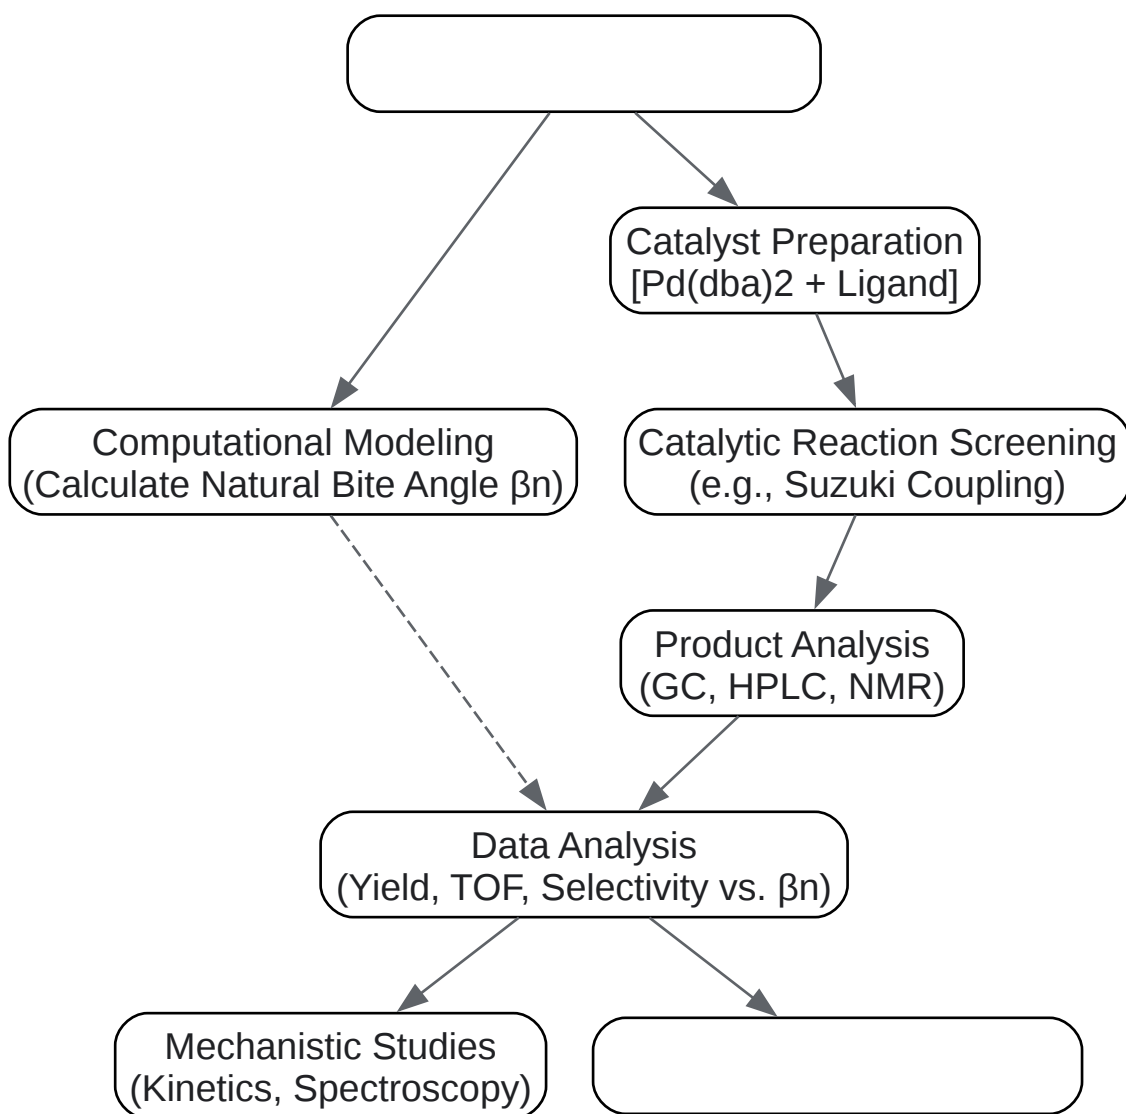 Catalyst Preparation
[Pd(dba)2 + Ligand]
Computational Modeling
(Calculate Natural Bite Angle βn)
Catalytic Reaction Screening
(e.g., Suzuki Coupling)
Product Analysis
(GC, HPLC, NMR)
Data Analysis
(Yield, TOF, Selectivity vs. βn)
Mechanistic Studies
(Kinetics, Spectroscopy)